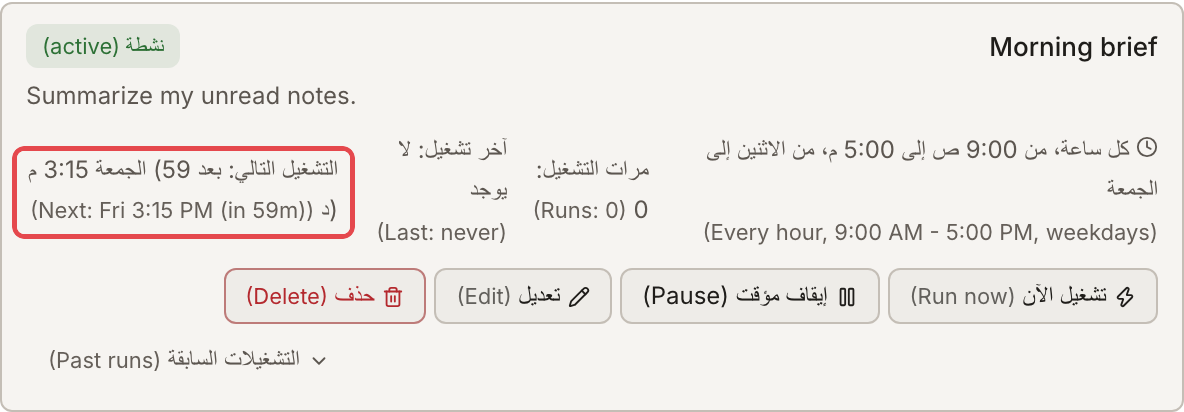 Morning brief
نشطة (active)
Summarize my unread notes.
كل ساعة، من 9:00 ص إلى 5:00 م، من الاثنين إلى
الجمعة
(Every hour, 9:00 AM - 5:00 PM, weekdays)
مرات التشغيل:
0 (Runs: 0)
آخر تشغيل: لا
يوجد
(Last: never)
التشغيل التالي: بعد 59) الجمعة 3:15 م
(د (Next: Fri 3:15 PM (in 59m))
تشغيل الآن (Run now)
إيقاف مؤقت (Pause)
تعديل (Edit)
حذف (Delete)
التشغيلات السابقة (Past runs)